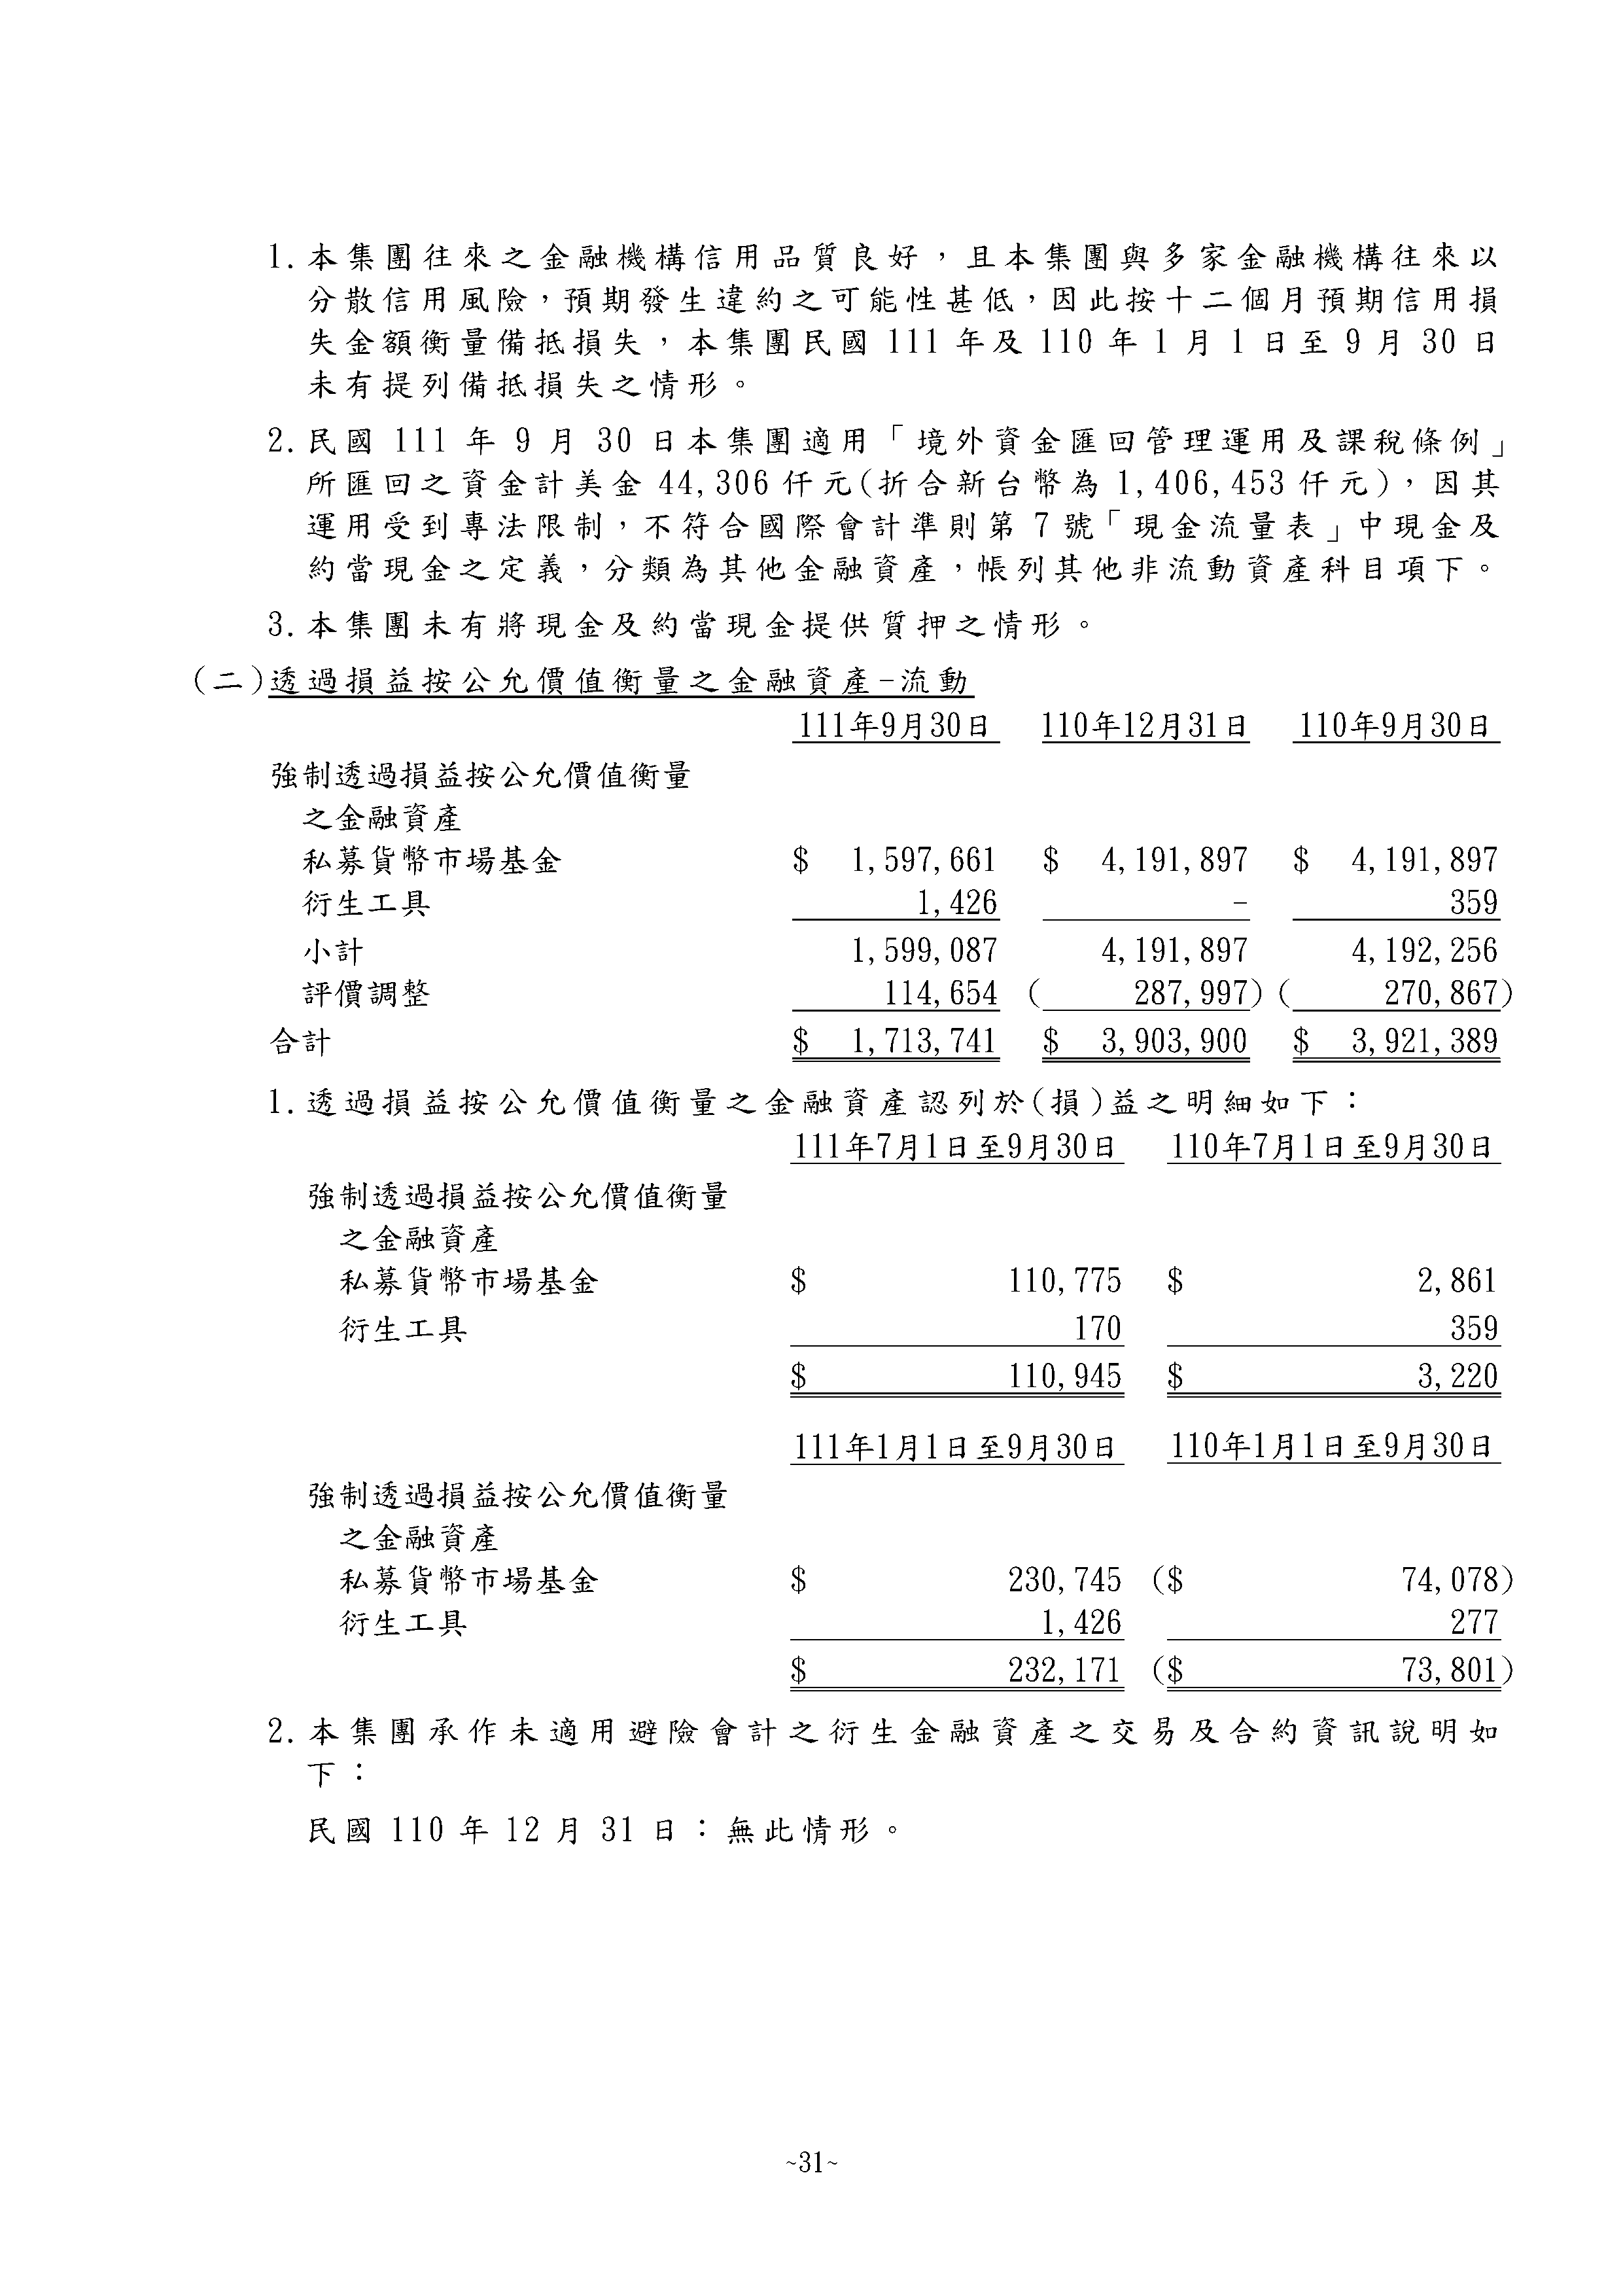 1.本集團往來之金融機構信用品質良好，且本集團與多家金融機構往來以
分散信用風險，預期發生違約之可能性甚低，因此按十二個月預期信用損
失金額衡量備抵損失，本集團民國 111 年及 110 年 1 月 1 日至 9 月 30 日
未有提列備抵損失之情形。
2.民國 111 年 9 月 30 日本集團適用「境外資金匯回管理運用及課稅條例」
所匯回之資金計美金 44,306 仟元(折合新台幣為 1,406,453 仟元)，因其
運用受到專法限制，不符合國際會計準則第 7 號「現金流量表」中現金及
約當現金之定義，分類為其他金融資產，帳列其他非流動資產科目項下。
3.本集團未有將現金及約當現金提供質押之情形。
(二)透過損益按公允價值衡量之金融資產-流動
111年9月30日 110年12月31日 110年9月30日
強制透過損益按公允價值衡量
之金融資產
私募貨幣市場基金 $ 1,597,661 $ 4,191,897 $ 4,191,897
衍生工具 1,426 - 359
小計 1,599,087 4,191,897 4,192,256
評價調整 114,654 ( 287,997) ( 270,867)
合計 $ 1,713,741 $ 3,903,900 $ 3,921,389
1.透過損益按公允價值衡量之金融資產認列於(損)益之明細如下：
111年7月1日至9月30日 110年7月1日至9月30日
強制透過損益按公允價值衡量
之金融資產
私募貨幣市場基金 $ 110,775 $ 2,861
衍生工具 170 359
$ 110,945 $ 3,220
111年1月1日至9月30日 110年1月1日至9月30日
強制透過損益按公允價值衡量
之金融資產
私募貨幣市場基金 $ 230,745 ($ 74,078)
衍生工具 1,426 277
$ 232,171 ($ 73,801)
2.本集團承作未適用避險會計之衍生金融資產之交易及合約資訊說明如
下：
民國 110 年 12 月 31 日：無此情形。
~31~